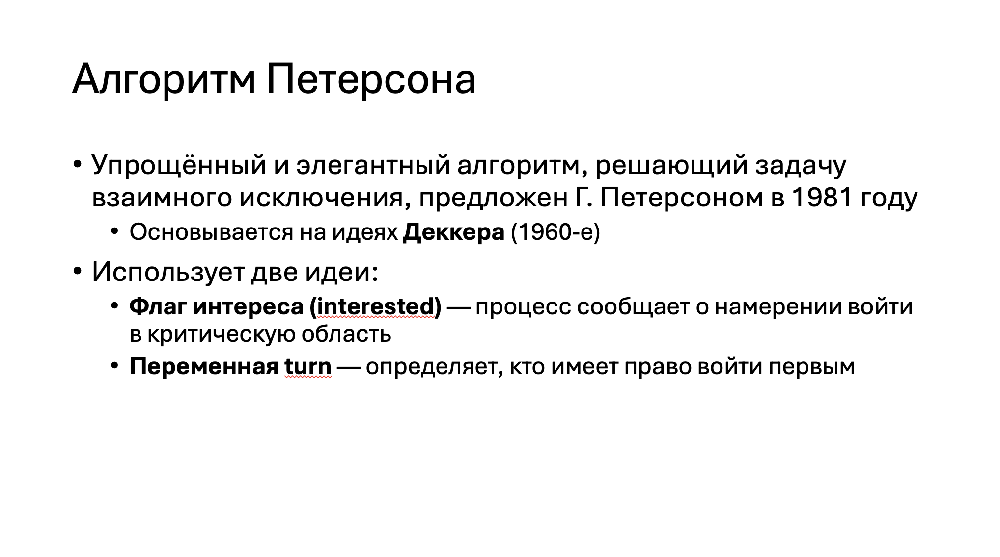 Алгоритм Петерсона
• Упрощённый и элегантный алгоритм, решающий задачу
взаимного исключения, предложен Г. Петерсоном в 1981 году
• Основывается на идеях Деккера (1960-е)
• Использует две идеи:
• Флаг интереса (interested) — процесс сообщает о намерении войти
в критическую область
• Переменная turn — определяет, кто имеет право войти первым